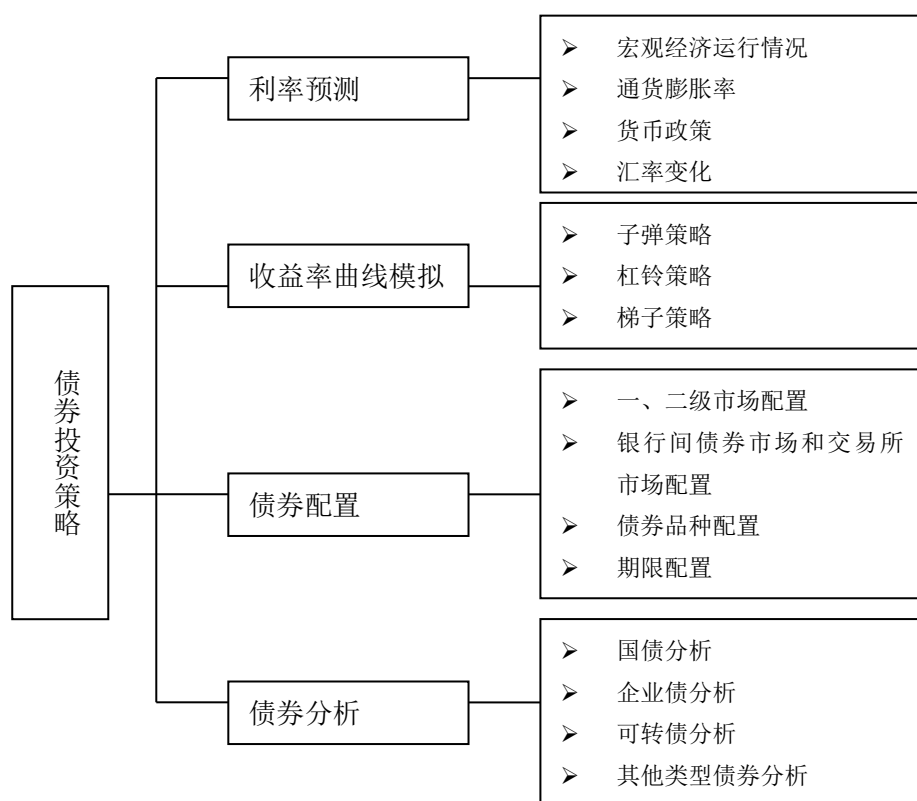 债券投资策略
利率预测
宏观经济运行情况
通货膨胀率
货币政策
汇率变化
收益率曲线模拟
子弹策略
杠铃策略
梯子策略
债券配置
一、二级市场配置
银行间债券市场和交易所
市场配置
债券品种配置
期限配置
债券分析
国债分析
企业债分析
可转债分析
其他类型债券分析